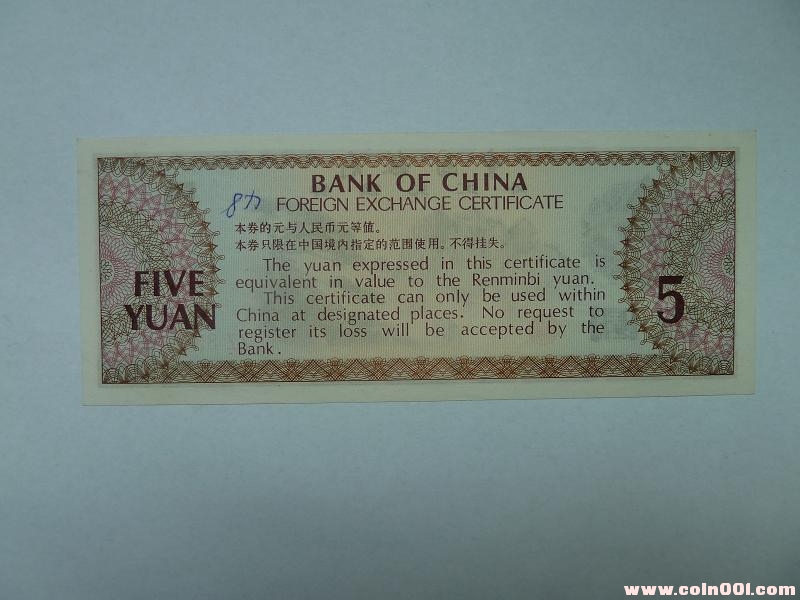 BANK OF CHINA
FOREIGN EXCHANGE CERTIFICATE
本券的元与人民币元等值。
本券只限在中国境内指定的范围使用。不得挂失。
The yuan expressed in this certificate is
equivalent in value to the Renminbi yuan.
This certificate can only be used within
China at designated places. No request to
register its loss will be accepted by the
Bank.
FIVE
YUAN
5
www.coin001.com